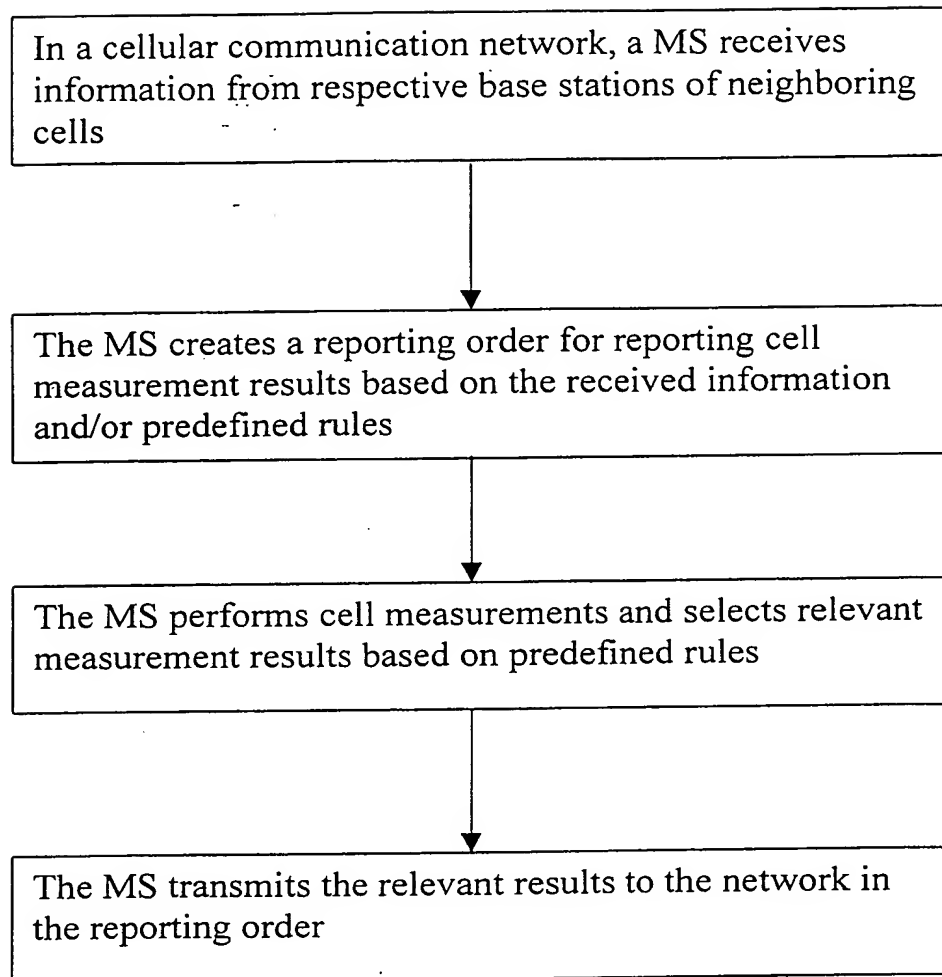 In a cellular communication network, a MS receives
information from respective base stations of neighboring
cells
The MS creates a reporting order for reporting cell
measurement results based on the received information
and/or predefined rules
The MS performs cell measurements and selects relevant
measurement results based on predefined rules
The MS transmits the relevant results to the network in
the reporting order